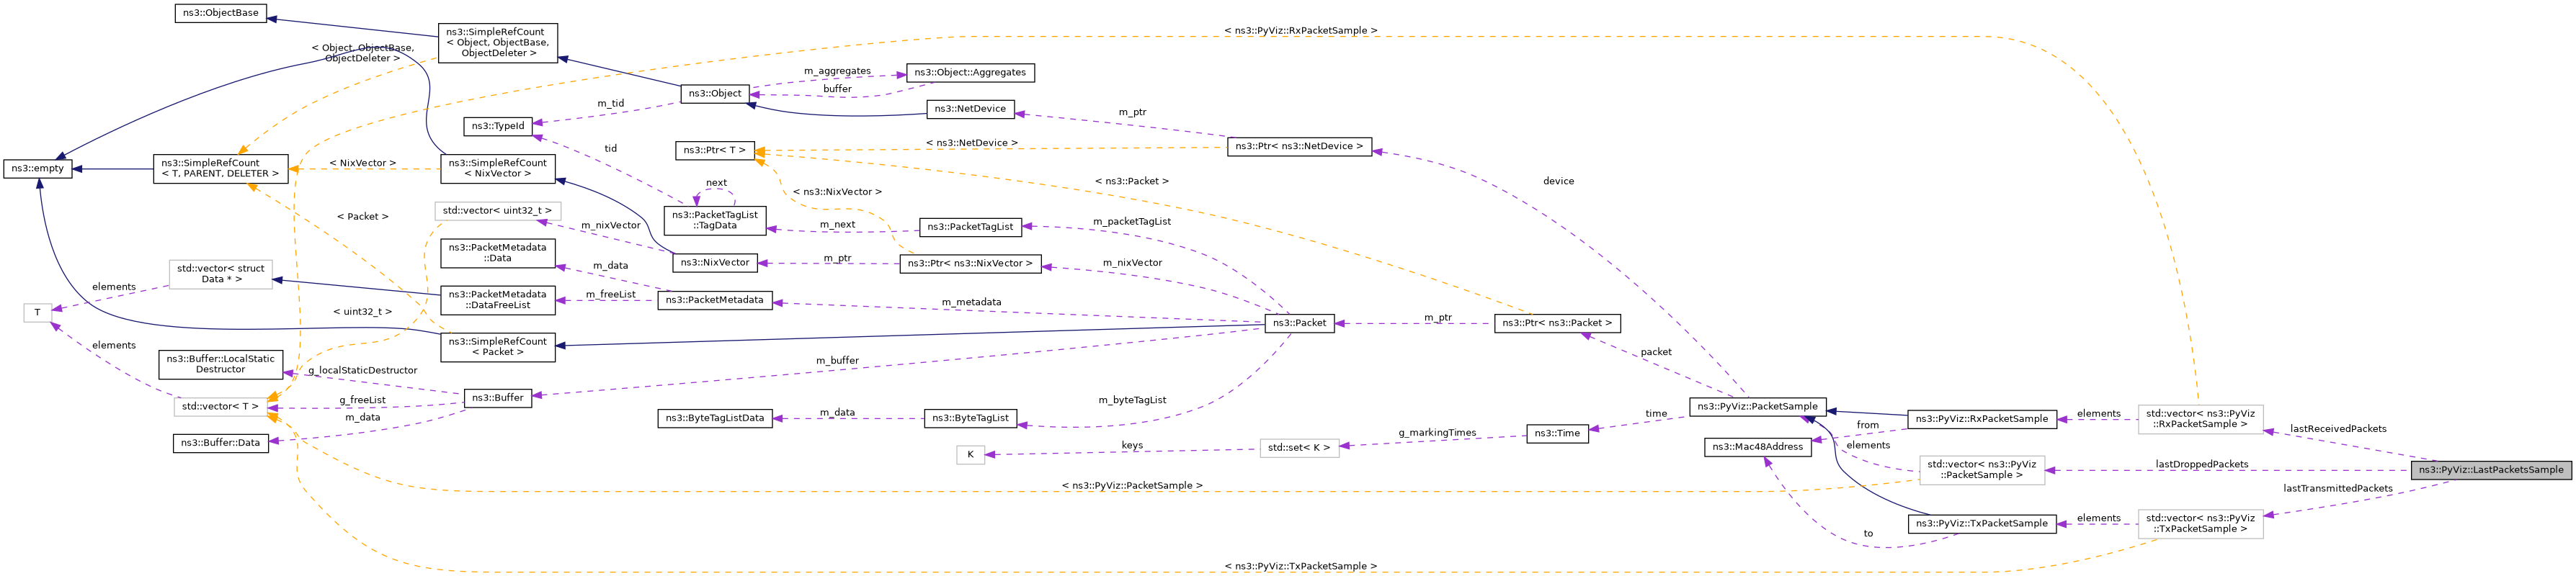 ns3::ObjectBase
ns3::SimpleRefCount
< Object, ObjectBase,
ObjectDeleter >
< ns3::PyViz::RxPacketSample >
< Object, ObjectBase,
ObjectDeleter >
m_aggregates
ns3::Object::Aggregates
ns3::Object
buffer
m_tid
ns3::NetDevice
m_ptr
ns3::TypeId
tid
ns3::Ptr< T >
< ns3::NetDevice >
ns3::Ptr< ns3::NetDevice >
ns3::empty
ns3::SimpleRefCount
< T, PARENT, DELETER >
< NixVector >
ns3::SimpleRefCount
< NixVector >
next
< ns3::NixVector >
< ns3::Packet >
device
< Packet >
std::vector< uint32_t >
m_nixVector
ns3::PacketTagList
::TagData
m_next
ns3::PacketTagList
m_packetTagList
ns3::PacketMetadata
::Data
m_data
ns3::NixVector
m_ptr
ns3::Ptr< ns3::NixVector >
m_nixVector
std::vector< struct
Data * >
elements
ns3::PacketMetadata
::DataFreeList
m_freeList
ns3::PacketMetadata
m_metadata
T
< uint32_t >
ns3::Packet
m_ptr
ns3::Ptr< ns3::Packet >
elements
ns3::SimpleRefCount
< Packet >
packet
ns3::Buffer::LocalStatic
Destructor
g_localStaticDestructor
m_buffer
ns3::Buffer
g_freeList
std::vector< T >
m_data
ns3::Buffer::Data
ns3::ByteTagListData
m_data
ns3::ByteTagList
m_byteTagList
ns3::PyViz::PacketSample
time
ns3::Time
g_markingTimes
std::set< K >
keys
K
ns3::PyViz::RxPacketSample
elements
std::vector< ns3::PyViz
::RxPacketSample >
from
ns3::Mac48Address
elements
lastReceivedPackets
std::vector< ns3::PyViz
::PacketSample >
lastDroppedPackets
ns3::PyViz::LastPacketsSample
< ns3::PyViz::PacketSample >
lastTransmittedPackets
ns3::PyViz::TxPacketSample
elements
std::vector< ns3::PyViz
::TxPacketSample >
to
< ns3::PyViz::TxPacketSample >